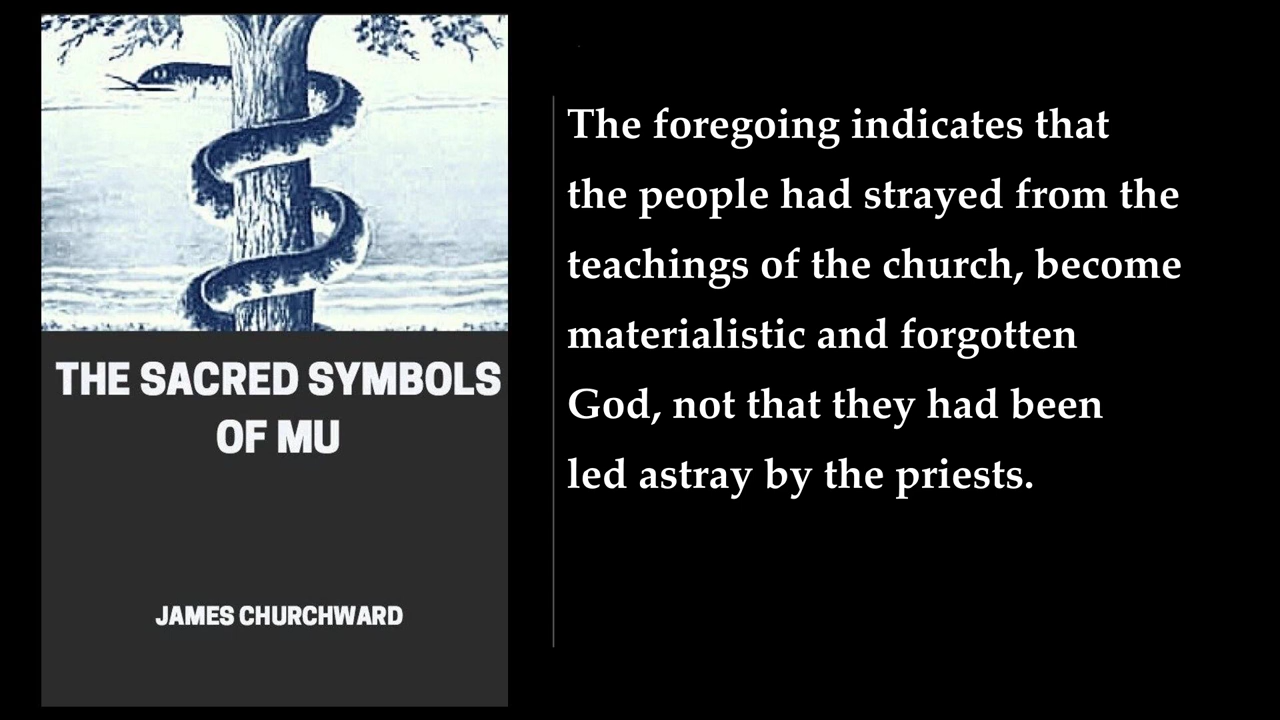 THE SACRED SYMBOLS
OF MU
JAMES CHURCHWARD
The foregoing indicates that
the people had strayed from the
teachings of the church, become
materialistic and forgotten
God, not that they had been
led astray by the priests.